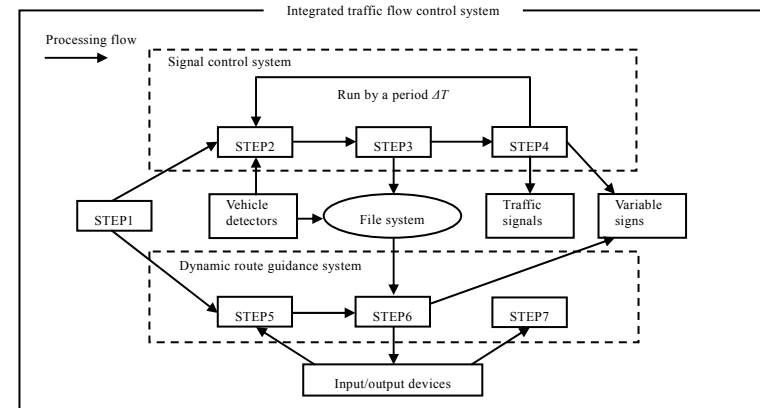 Integrated traffic flow control system
Processing flow
Signal control system
Run by a period ΔT
STEP2
STEP3
STEP4
STEP1
Vehicle
detectors
File system
Traffic
signals
Variable
signs
Dynamic route guidance system
STEP5
STEP6
STEP7
Input/output devices